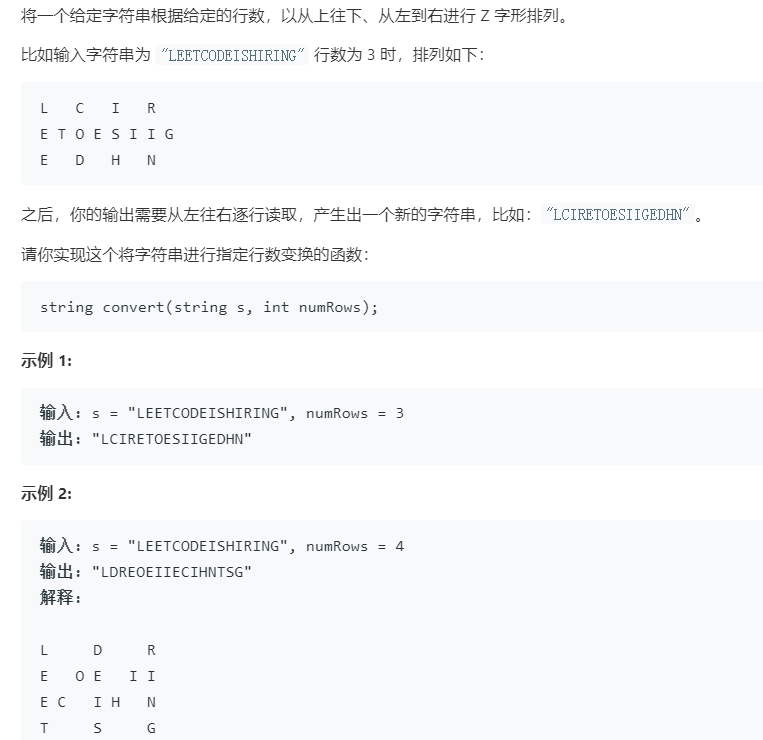 将一个给定字符串根据给定的行数，以从上往下、从左到右进行 Z 字形排列。
比如输入字符串为 "LEETCODEISHIRING" 行数为 3 时，排列如下：
L   C   I   R
E T O E S I I G
E   D   H   N
之后，你的输出需要从左往右逐行读取，产生出一个新的字符串，比如："LCIRETOESIIGEDHN"。
请你实现这个将字符串进行指定行数变换的函数：
string convert(string s, int numRows);
示例 1:
输入: s = "LEETCODEISHIRING", numRows = 3
输出: "LCIRETOESIIGEDHN"
示例 2:
输入: s = "LEETCODEISHIRING", numRows = 4
输出: "LDREOEIIECIHNTSG"
解释:
L     D     R
E   O E   I I
E C   I H   N
T     S     G